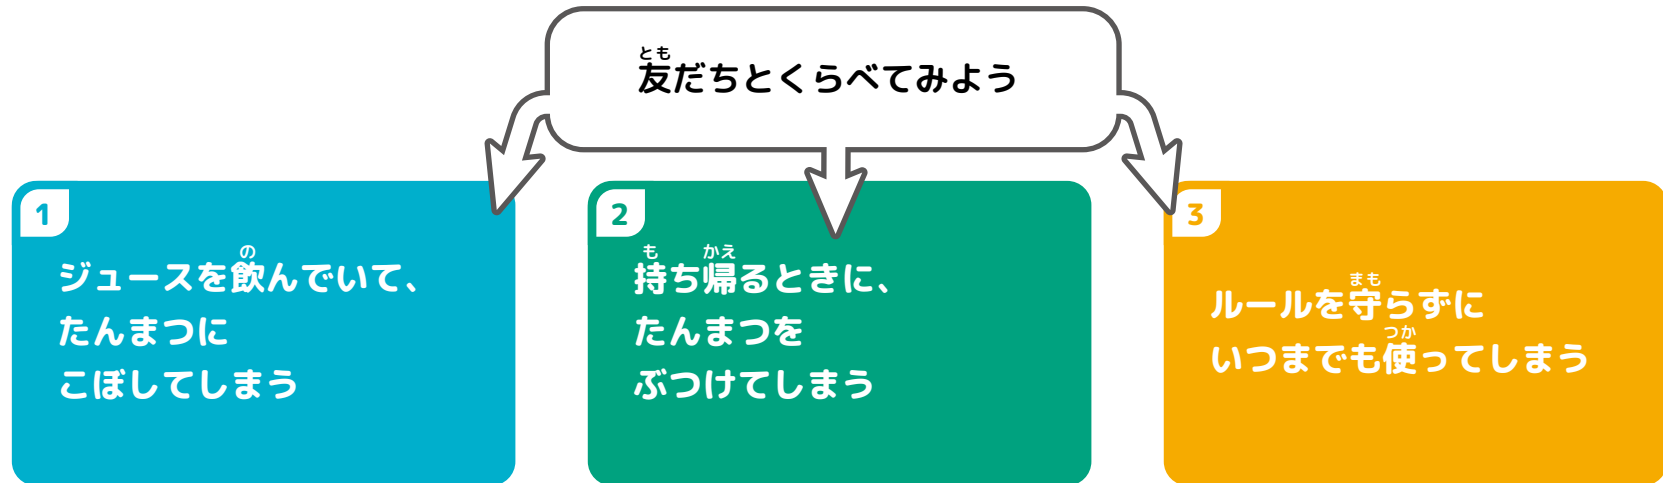 友だちとくらべてみよう
とも
1
ジュースを飲んでいて、
の
たんまつに
こぼしてしまう
2
持ち帰るときに、
も かえ
たんまつを
ぶつけてしまう
3
ルールを守らずに
まも
いつまでも使ってしまう
つか